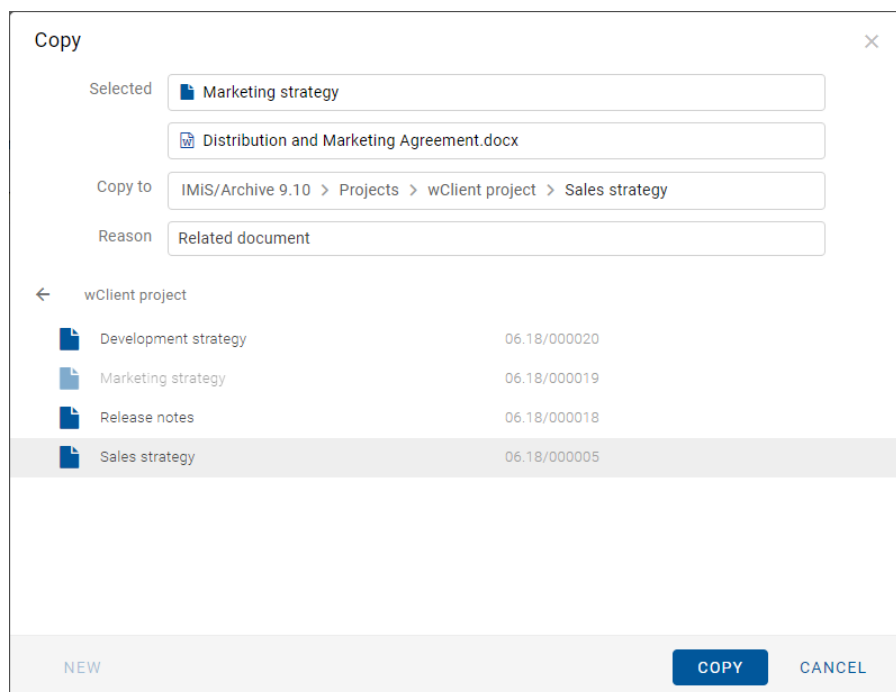 Copy
Selected Marketing strategy
Distribution and Marketing Agreement.docx
Copy to IMiS/Archive 9.10 > Projects > wClient project > Sales strategy
Reason Related document
wClient project
Development strategy 06.18/000020
Marketing strategy 06.18/000019
Release notes 06.18/000018
Sales strategy 06.18/000005
NEW COPY CANCEL